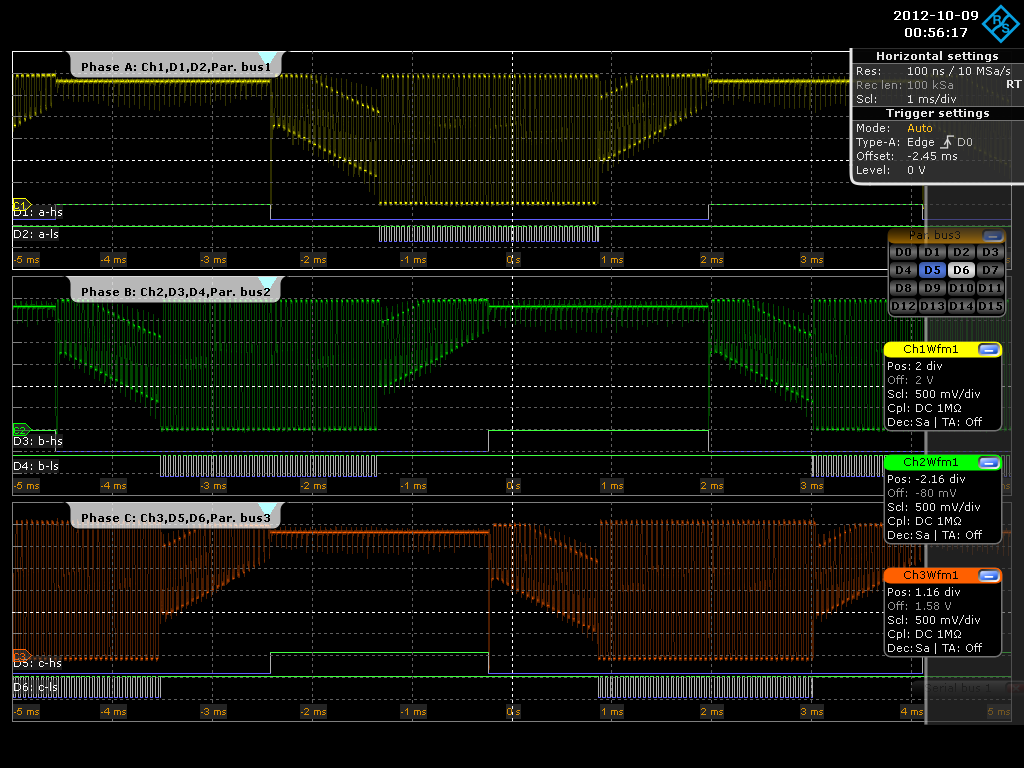 2012-10-09
00:56:17
R S
Horizontal settings
Res: 100 ns / 10 MSa/s
Rec len: 100 kSa RT
Scl: 1 ms/div
Trigger settings
Mode: Auto
Type-A: Edge D0
Offset: -2.45 ms
Level: 0 V
Phase A: Ch1,D1,D2,Par. bus1
C1
D1: a-hs
D2: a-ls
-5 ms -4 ms -3 ms -2 ms -1 ms 0 s 1 ms 2 ms 3 ms
Par. bus3
D0 D1 D2 D3
D4 D5 D6 D7
D8 D9 D10 D11
D12 D13 D14 D15
Phase B: Ch2,D3,D4,Par. bus2
C2
D3: b-hs
D4: b-ls
-5 ms -4 ms -3 ms -2 ms -1 ms 0 s 1 ms 2 ms 3 ms
Ch1Wfm1
Pos: 2 div
Off: 2 V
Scl: 500 mV/div
Cpl: DC 1MΩ
Dec: Sa | TA: Off
Ch2Wfm1
Pos: -2.16 div
Off: -80 mV
Scl: 500 mV/div
Cpl: DC 1MΩ
Dec: Sa | TA: Off
Phase C: Ch3,D5,D6,Par. bus3
C3
D5: c-hs
D6: c-ls
-5 ms -4 ms -3 ms -2 ms -1 ms 0 s 1 ms 2 ms 3 ms 4 ms 5 ms
Ch3Wfm1
Pos: 1.16 div
Off: 1.58 V
Scl: 500 mV/div
Cpl: DC 1MΩ
Dec: Sa | TA: Off